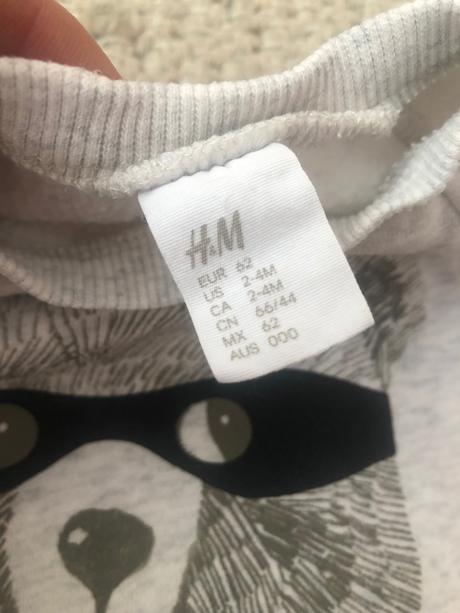 H&M
EUR 62
US 2-4M
CA 2-4M
CN 66/44
MX 62
AUS 000